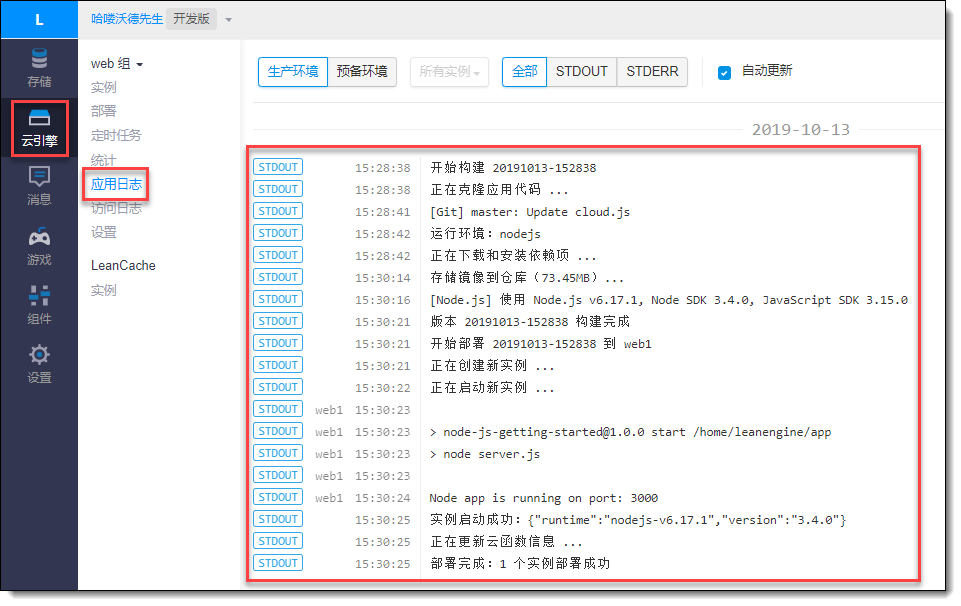 L
哈喽沃德先生 开发版
存储
云引擎
消息
游戏
组件
设置
web 组
实例
部署
定时任务
统计
应用日志
访问日志
设置
LeanCache
实例
生产环境 预备环境 所有实例 全部 STDOUT STDERR 自动更新
2019-10-13
STDOUT 15:28:38 开始构建 20191013-152838
STDOUT 15:28:38 正在克隆应用代码 ...
STDOUT 15:28:41 [Git] master: Update cloud.js
STDOUT 15:28:42 运行环境：nodejs
STDOUT 15:28:42 正在下载和安装依赖项 ...
STDOUT 15:30:14 存储镜像到仓库（73.45MB）...
STDOUT 15:30:16 [Node.js] 使用 Node.js v6.17.1, Node SDK 3.4.0, JavaScript SDK 3.15.0
STDOUT 15:30:21 版本 20191013-152838 构建完成
STDOUT 15:30:21 开始部署 20191013-152838 到 web1
STDOUT 15:30:21 正在创建新实例 ...
STDOUT 15:30:22 正在启动新实例 ...
STDOUT web1 15:30:23
STDOUT web1 15:30:23 > node-js-getting-started@1.0.0 start /home/leanengine/app
STDOUT web1 15:30:23 > node server.js
STDOUT web1 15:30:23
STDOUT web1 15:30:24 Node app is running on port: 3000
STDOUT 15:30:25 实例启动成功：{"runtime":"nodejs-v6.17.1","version":"3.4.0"}
STDOUT 15:30:25 正在更新云函数信息 ...
STDOUT 15:30:25 部署完成：1 个实例部署成功